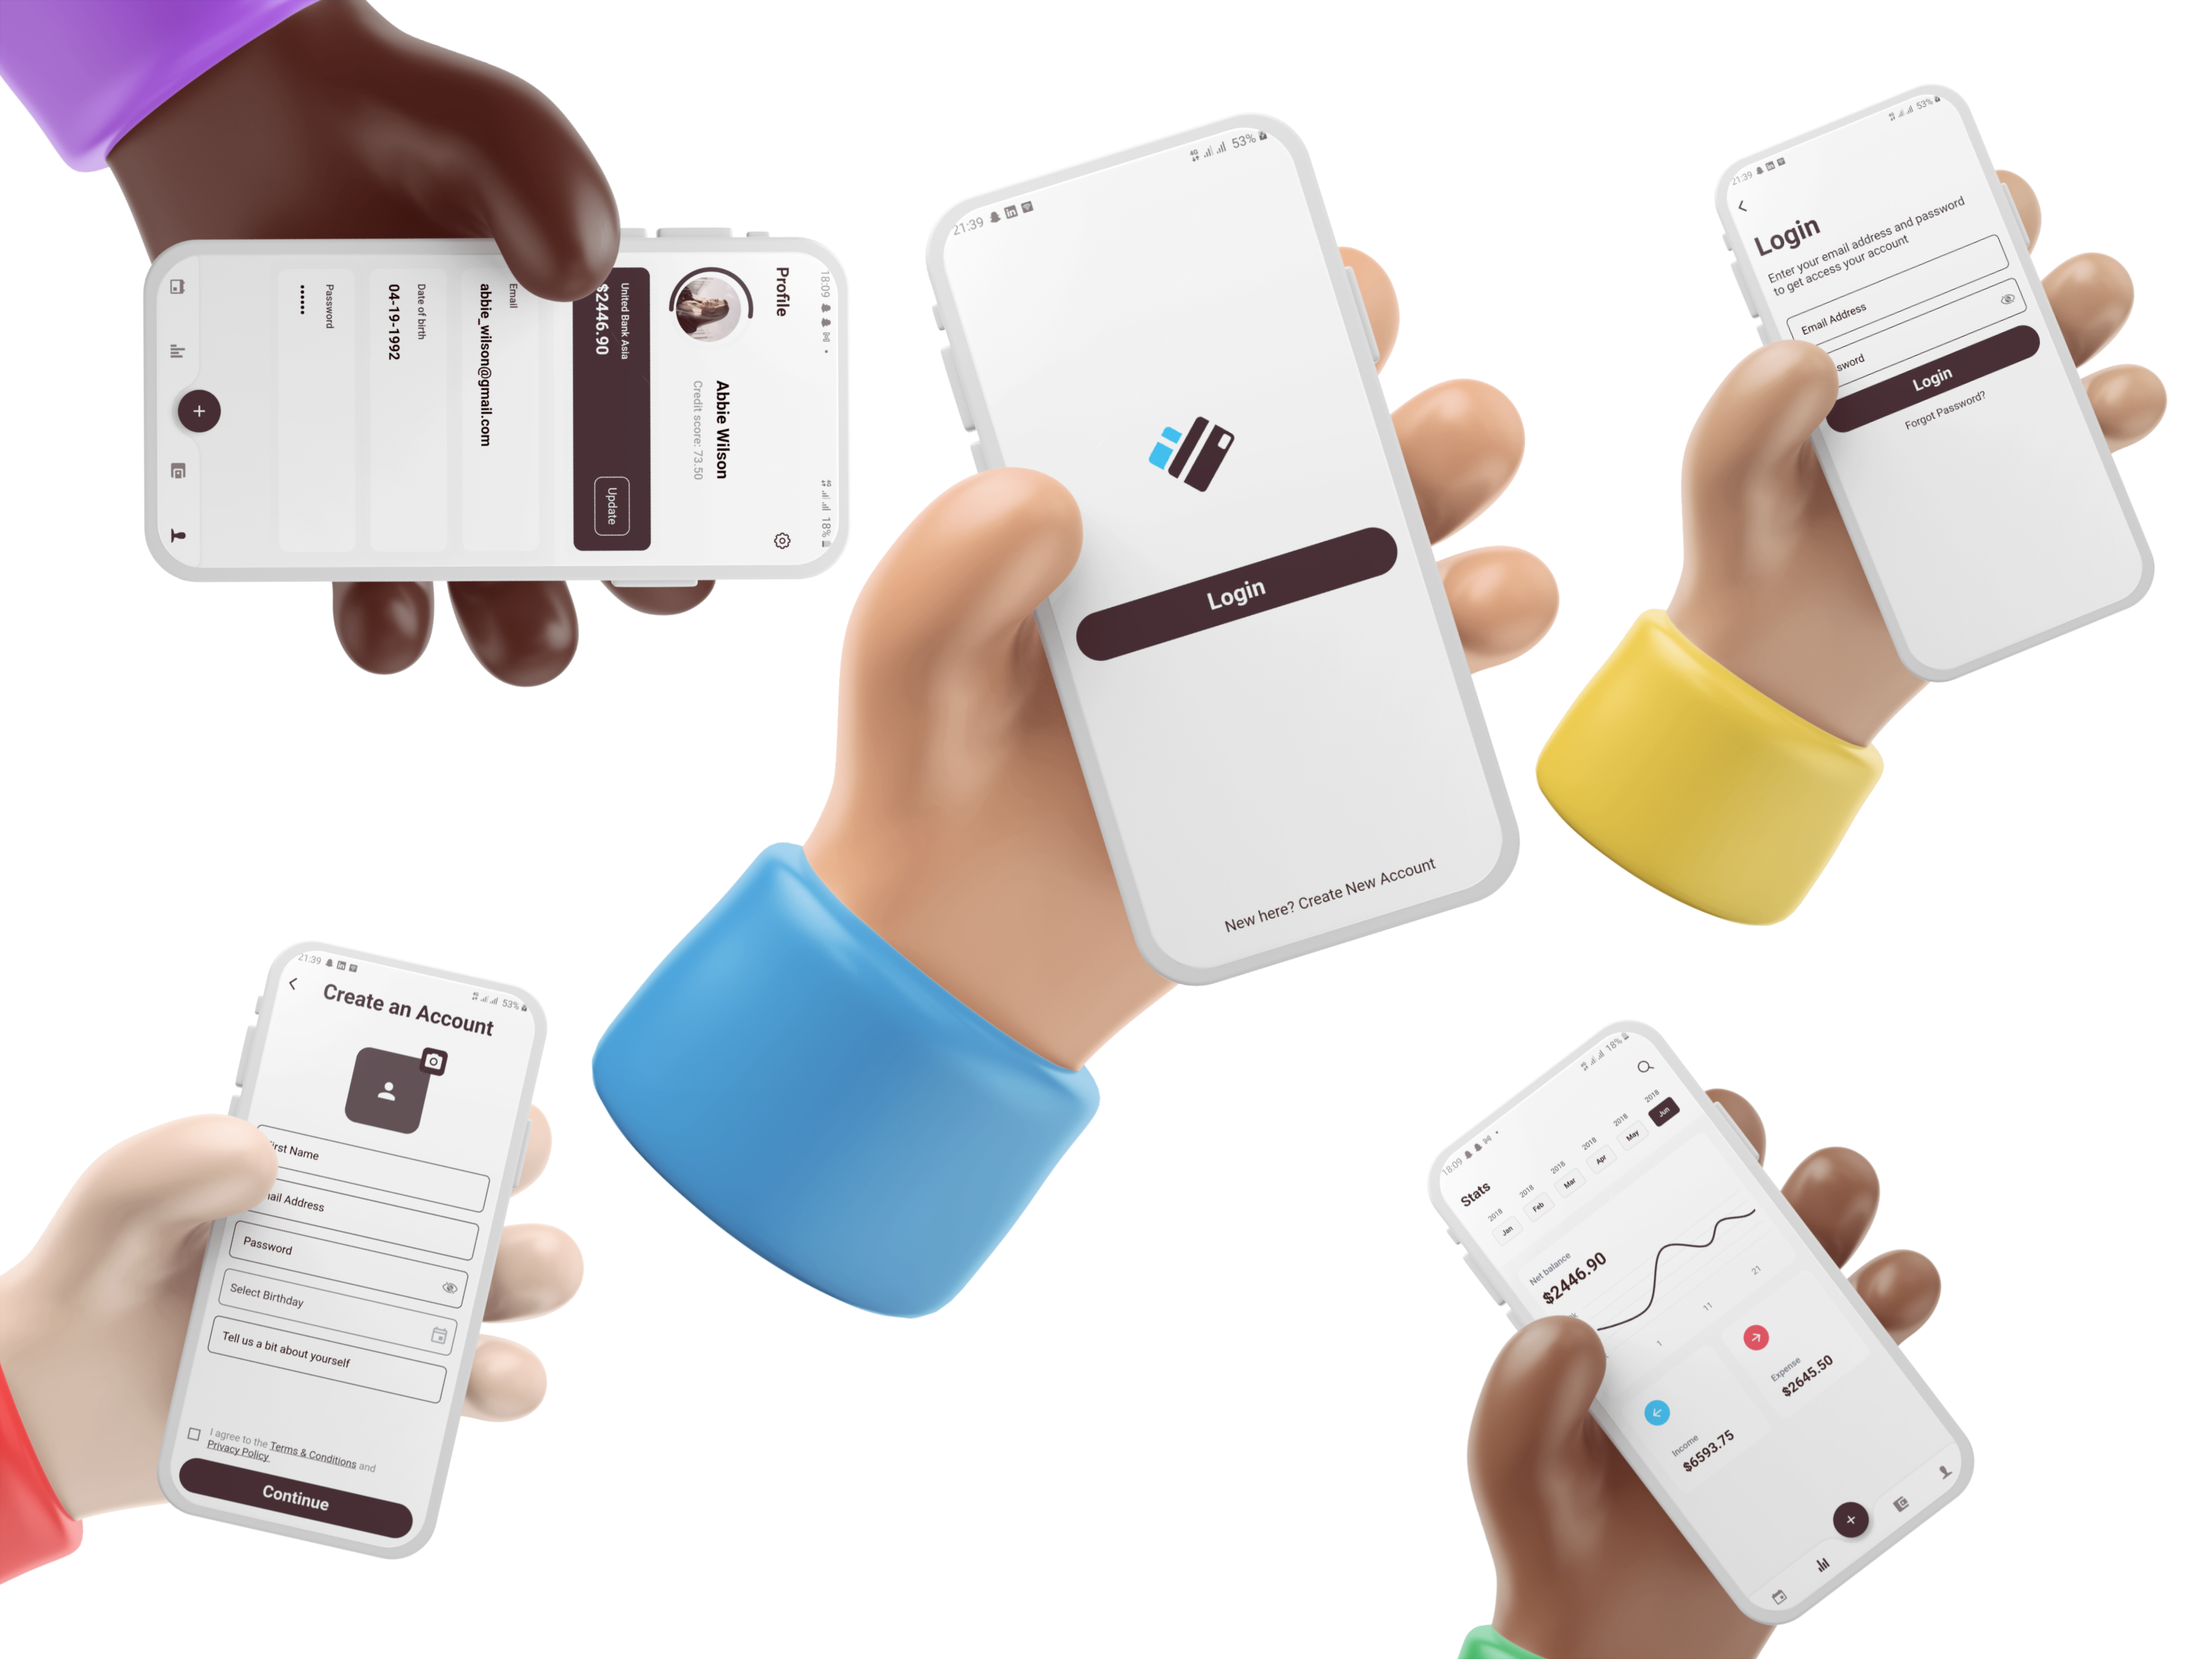 Profile
18:09
18%
Abbie Wilson
Credit score: 73.50
United Bank Asia
$2446.90
Update
Email
abbie_wilson@gmail.com
Date of birth
04-19-1992
Password
••••••
+
21:39
4G
53%
Login
New here? Create New Account
21:39
53%
Login
Enter your email address and password
to get access your account
Email Address
sword
Login
Forgot Password?
21:39
53%
Create an Account
irst Name
ail Address
Password
Select Birthday
Tell us a bit about yourself
I agree to the Terms & Conditions and
Privacy Policy
Continue
18:09
18%
Stats
2018 2018 2018 2018 2018 2018
Jan Feb Mar Apr May Jun
Net balance
$2446.90
1 11 21
Income
$6593.75
Expense
$2645.50
+